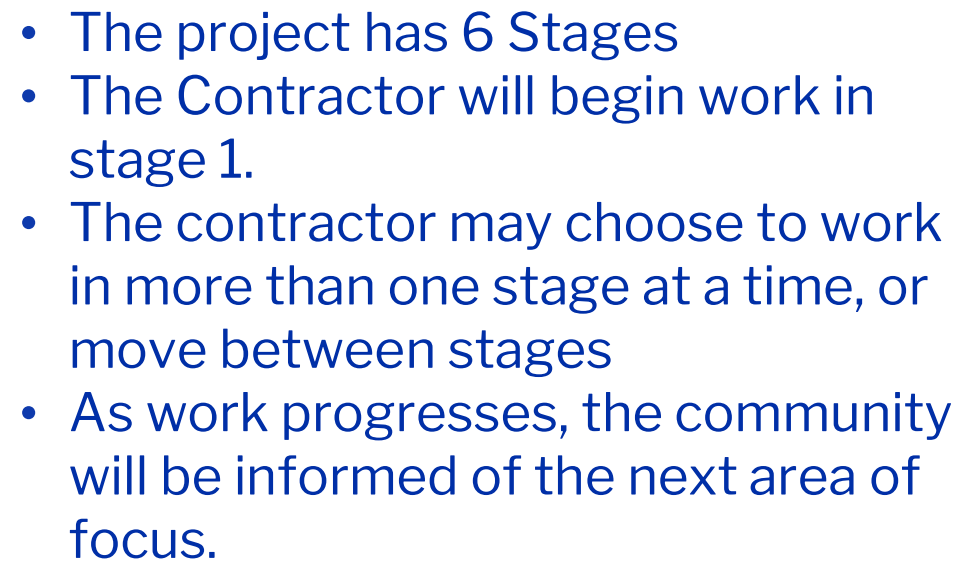 • The project has 6 Stages
• The Contractor will begin work in
stage 1.
• The contractor may choose to work
in more than one stage at a time, or
move between stages
• As work progresses, the community
will be informed of the next area of
focus.